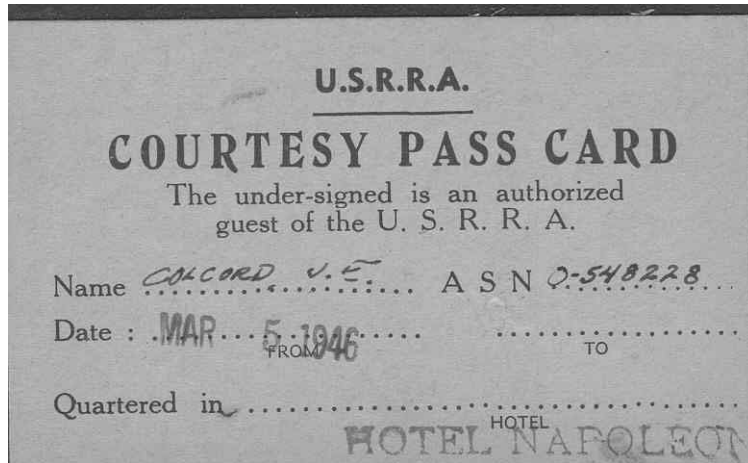 U.S.R.R.A.
COURTESY PASS CARD
The under-signed is an authorized
guest of the U. S. R. R. A.
Name COLCORD V. E. A S N O-548228
Date : MAR 5 1946
FROM TO
Quartered in
HOTEL
HOTEL NAPOLEON